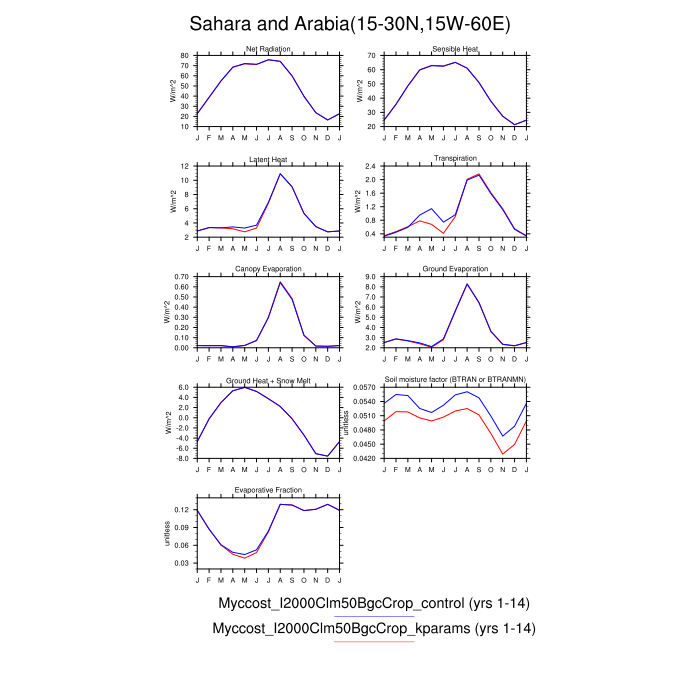 Sahara and Arabia(15-30N,15W-60E)
Net Radiation
W/m^2
80
70
60
50
40
30
20
10
J F M A M J J A S O N D J
Sensible Heat
W/m^2
70
60
50
40
30
20
J F M A M J J A S O N D J
Latent Heat
W/m^2
12
10
8
6
4
2
J F M A M J J A S O N D J
Transpiration
W/m^2
2.4
2.0
1.6
1.2
0.8
0.4
J F M A M J J A S O N D J
Canopy Evaporation
W/m^2
0.70
0.60
0.50
0.40
0.30
0.20
0.10
0.00
J F M A M J J A S O N D J
Ground Evaporation
W/m^2
9.0
8.0
7.0
6.0
5.0
4.0
3.0
2.0
J F M A M J J A S O N D J
Ground Heat + Snow Melt
W/m^2
6.0
4.0
2.0
0.0
-2.0
-4.0
-6.0
-8.0
J F M A M J J A S O N D J
Soil moisture factor (BTRAN or BTRANMN)
unitless
0.0570
0.0540
0.0510
0.0480
0.0450
0.0420
J F M A M J J A S O N D J
Evaporative Fraction
unitless
0.12
0.09
0.06
0.03
J F M A M J J A S O N D J
Myccost_I2000Clm50BgcCrop_control (yrs 1-14)
Myccost_I2000Clm50BgcCrop_kparams (yrs 1-14)